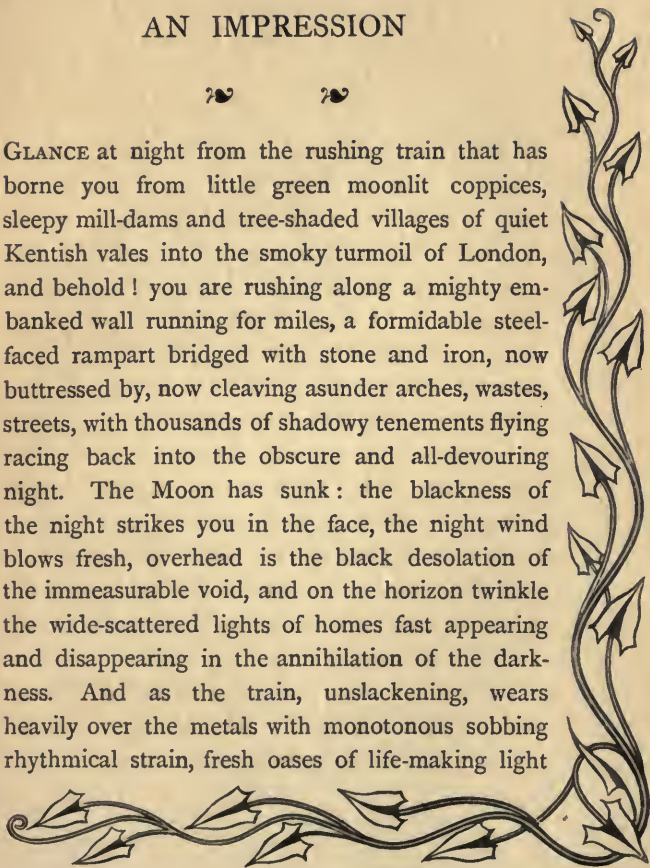 AN IMPRESSION
GLANCE at night from the rushing train that has
borne you from little green moonlit coppices,
sleepy mill-dams and tree-shaded villages of quiet
Kentish vales into the smoky turmoil of London,
and behold ! you are rushing along a mighty em-
banked wall running for miles, a formidable steel-
faced rampart bridged with stone and iron, now
buttressed by, now cleaving asunder arches, wastes,
streets, with thousands of shadowy tenements flying
racing back into the obscure and all-devouring
night. The Moon has sunk : the blackness of
the night strikes you in the face, the night wind
blows fresh, overhead is the black desolation of
the immeasurable void, and on the horizon twinkle
the wide-scattered lights of homes fast appearing
and disappearing in the annihilation of the dark-
ness. And as the train, unslackening, wears
heavily over the metals with monotonous sobbing
rhythmical strain, fresh oases of life-making light